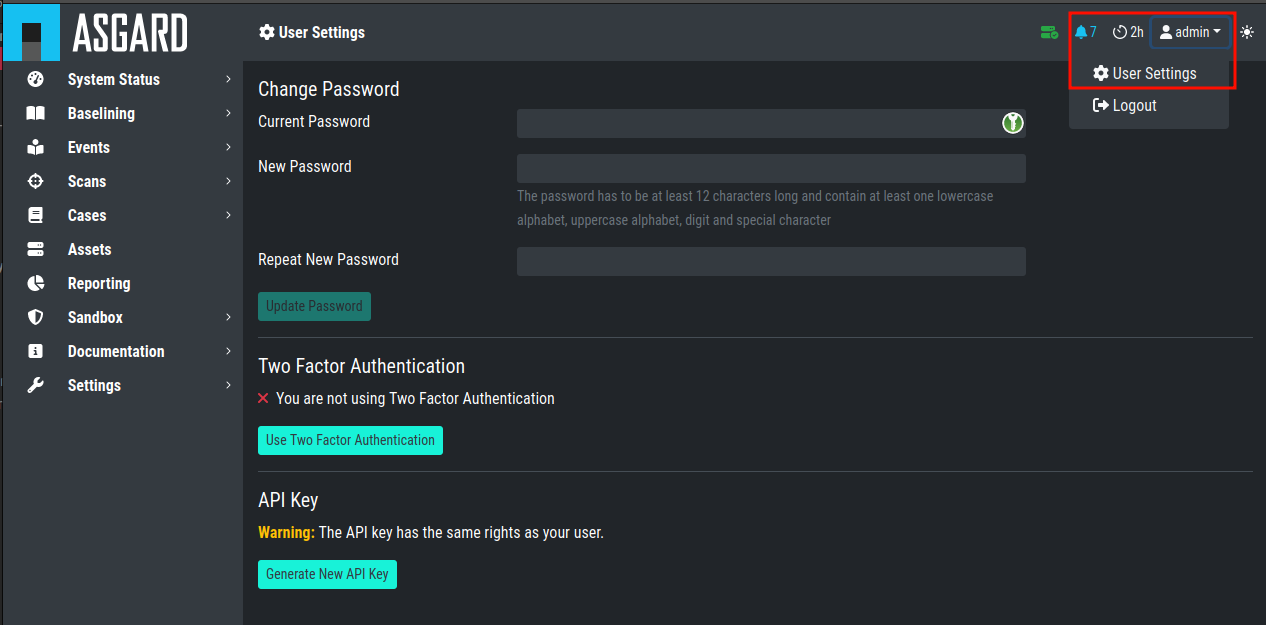 ASGARD
User Settings
7
2h
admin
User Settings
Logout
System Status
Baselining
Events
Scans
Cases
Assets
Reporting
Sandbox
Documentation
Settings
Change Password
Current Password
New Password
The password has to be at least 12 characters long and contain at least one lowercase
alphabet, uppercase alphabet, digit and special character
Repeat New Password
Update Password
Two Factor Authentication
You are not using Two Factor Authentication
Use Two Factor Authentication
API Key
Warning: The API key has the same rights as your user.
Generate New API Key